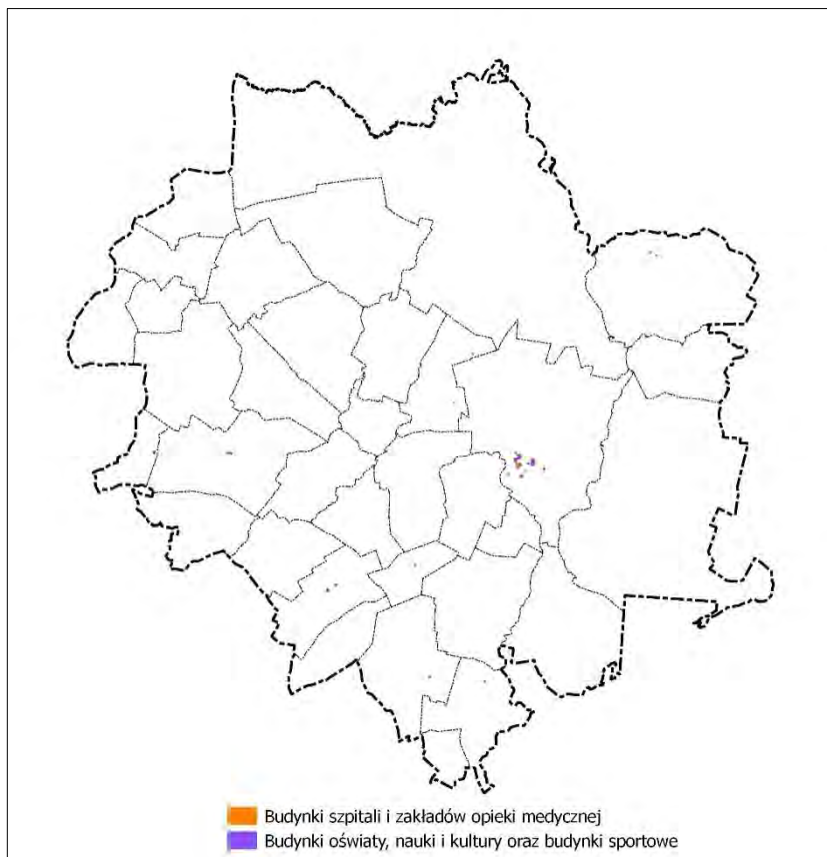 Budynki szpitali i zakładów opieki medycznej
Budynki oświaty, nauki i kultury oraz budynki sportowe